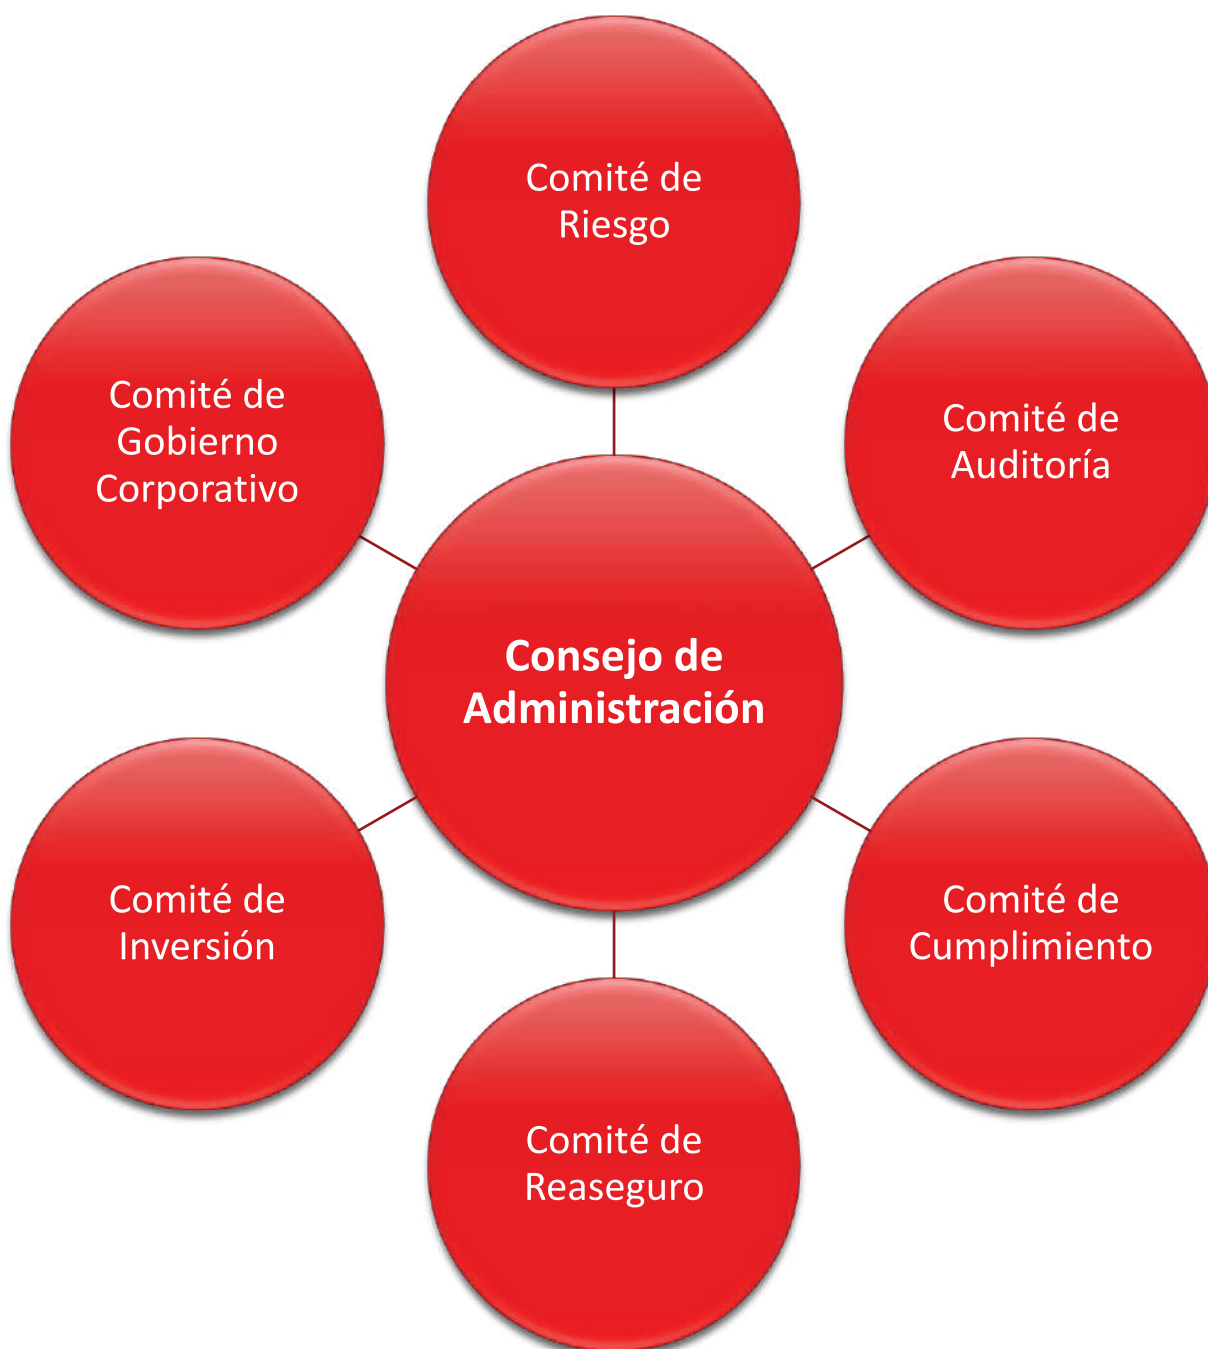 Comité de
Riesgo
Comité de
Gobierno
Corporativo
Comité de
Auditoría
Consejo de
Administración
Comité de
Inversión
Comité de
Cumplimiento
Comité de
Reaseguro